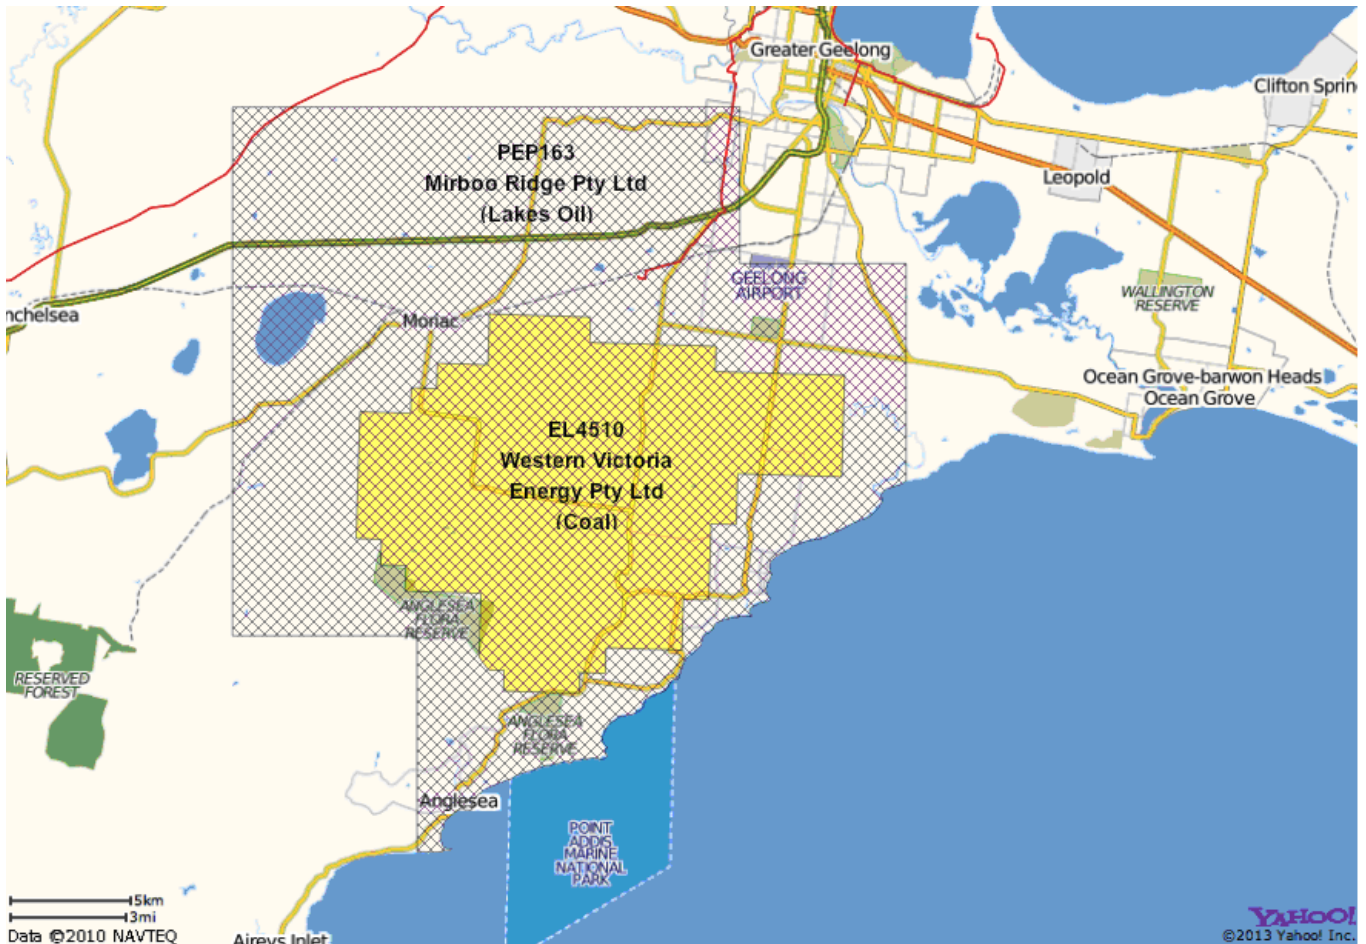 Greater Geelong
Clifton Sprin
PEP163
Mirboo Ridge Pty Ltd
(Lakes Oil)
Leopold
GEELONG
AIRPORT
WALLINGTON
RESERVE
nchelsea
Moriac
Ocean Grove-barwon Heads
Ocean Grove
EL4510
Western Victoria
Energy Pty Ltd
(Coal)
ANGLESEA
FLORA
RESERVE
RESERVED
FOREST
ANGLESEA
FLORA
RESERVE
Anglesea
POINT
ADDIS
MARINE
NATIONAL
PARK
5km
3mi
Data ©2010 NAVTEQ
Aireys Inlet
YAHOO!
©2013 Yahoo! Inc.